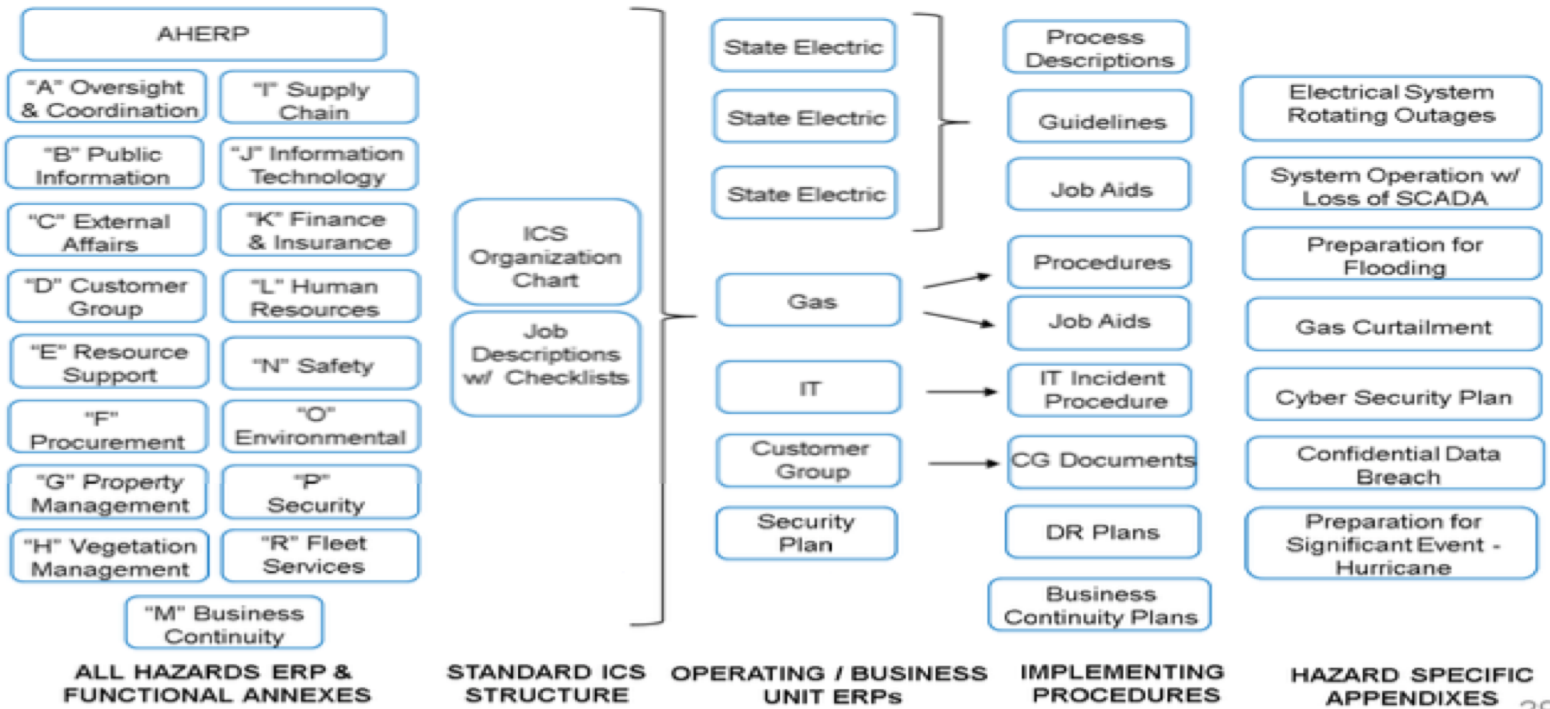 AHERP
"A" Oversight
& Coordination
"I" Supply
Chain
"B" Public
Information
"J" Information
Technology
"C" External
Affairs
"K" Finance
& Insurance
"D" Customer
Group
"L" Human
Resources
"E" Resource
Support
"N" Safety
"F"
Procurement
"O"
Environmental
"G" Property
Management
"P"
Security
"H" Vegetation
Management
"R" Fleet
Services
"M" Business
Continuity
ALL HAZARDS ERP &
FUNCTIONAL ANNEXES
ICS
Organization
Chart
Job
Descriptions
w/ Checklists
STANDARD ICS
STRUCTURE
State Electric
State Electric
State Electric
Gas
IT
Customer
Group
Security
Plan
OPERATING / BUSINESS
UNIT ERPs
Process
Descriptions
Guidelines
Job Aids
Procedures
Job Aids
IT Incident
Procedure
CG Documents
DR Plans
Business
Continuity Plans
IMPLEMENTING
PROCEDURES
Electrical System
Rotating Outages
System Operation w/
Loss of SCADA
Preparation for
Flooding
Gas Curtailment
Cyber Security Plan
Confidential Data
Breach
Preparation for
Significant Event -
Hurricane
HAZARD SPECIFIC
APPENDIXES